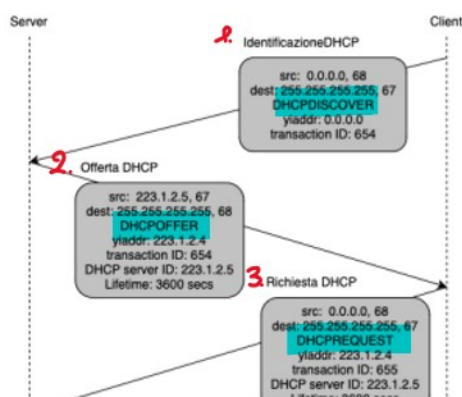 Server
Client
1. IdentificazioneDHCP
src: 0.0.0.0, 68
dest: 255.255.255.255, 67
DHCPDISCOVER
yiaddr: 0.0.0.0
transaction ID: 654
2. Offerta DHCP
src: 223.1.2.5, 67
dest: 255.255.255.255, 68
DHCPOFFER
yiaddr: 223.1.2.4
transaction ID: 654
DHCP server ID: 223.1.2.5
Lifetime: 3600 secs
3. Richiesta DHCP
src: 0.0.0.0, 68
dest: 255.255.255.255, 67
DHCPREQUEST
yiaddr: 223.1.2.4
transaction ID: 655
DHCP server ID: 223.1.2.5
Lifetime: 3600 secs